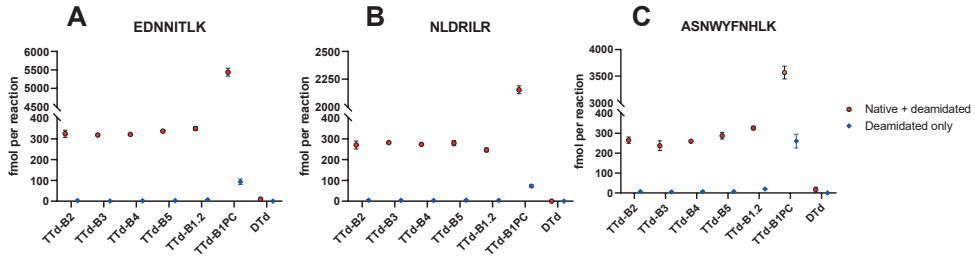 A
EDNNITLK
fmol per reaction
6000
5500
5000
4500
400
300
200
100
0
TTd-B2
TTd-B3
TTd-B4
TTd-B5
TTd-B1.2
TTd-B1PC
DTd
B
NLDRILR
fmol per reaction
2500
2250
2000
400
300
200
100
0
TTd-B2
TTd-B3
TTd-B4
TTd-B5
TTd-B1.2
TTd-B1PC
DTd
C
ASNWYFNHLK
fmol per reaction
4000
3500
3000
400
300
200
100
0
TTd-B2
TTd-B3
TTd-B4
TTd-B5
TTd-B1.2
TTd-B1PC
DTd
Native + deamidated
Deamidated only